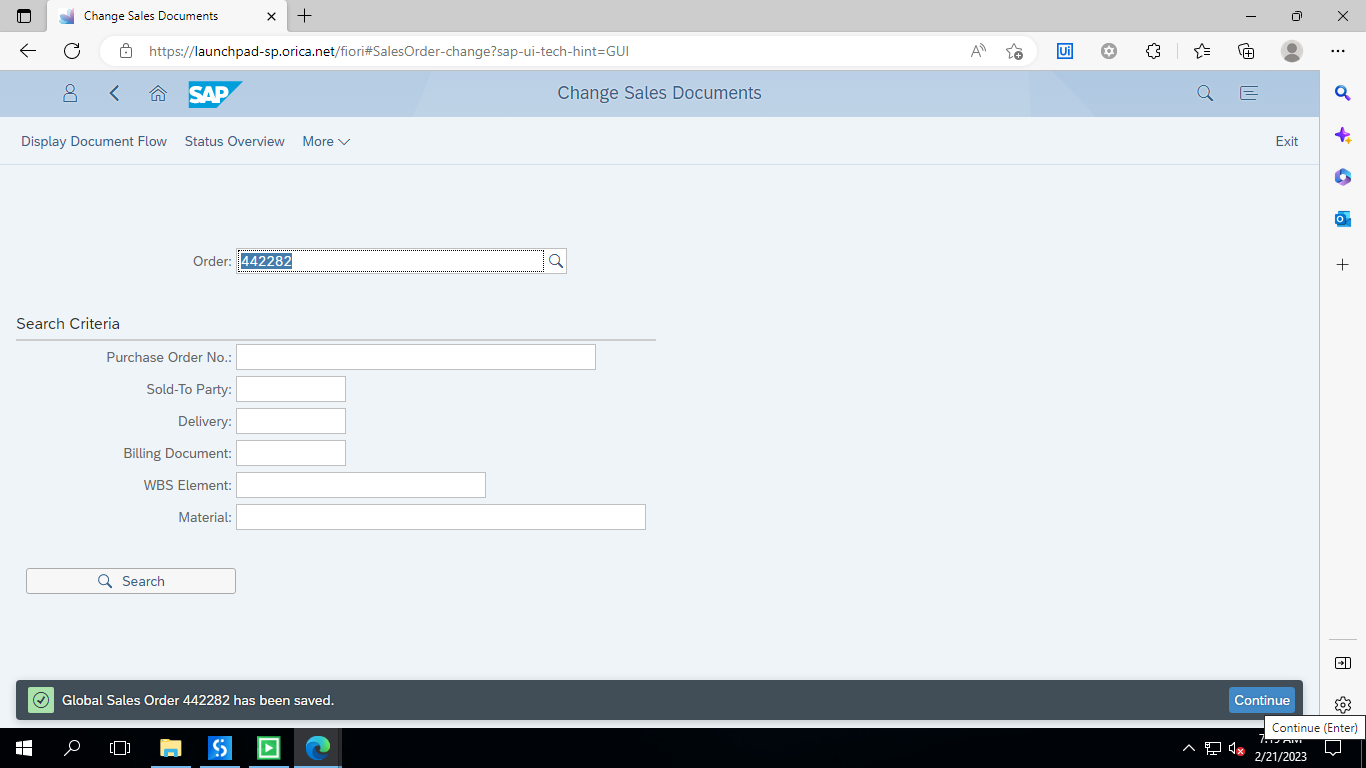 Change Sales Documents
https://launchpad-sp.orica.net/fiori#SalesOrder-change?sap-ui-tech-hint=GUI
SAP
Change Sales Documents
Display Document Flow Status Overview More Exit
Order: 442282
Search Criteria
Purchase Order No.:
Sold-To Party:
Delivery:
Billing Document:
WBS Element:
Material:
Search
Global Sales Order 442282 has been saved. Continue
Continue (Enter)
2/21/2023